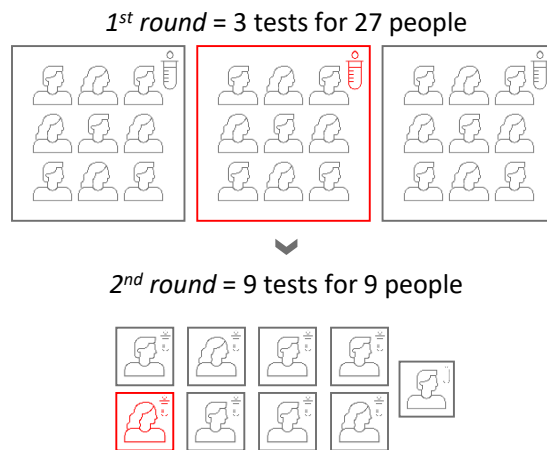 1st round = 3 tests for 27 people
2nd round = 9 tests for 9 people